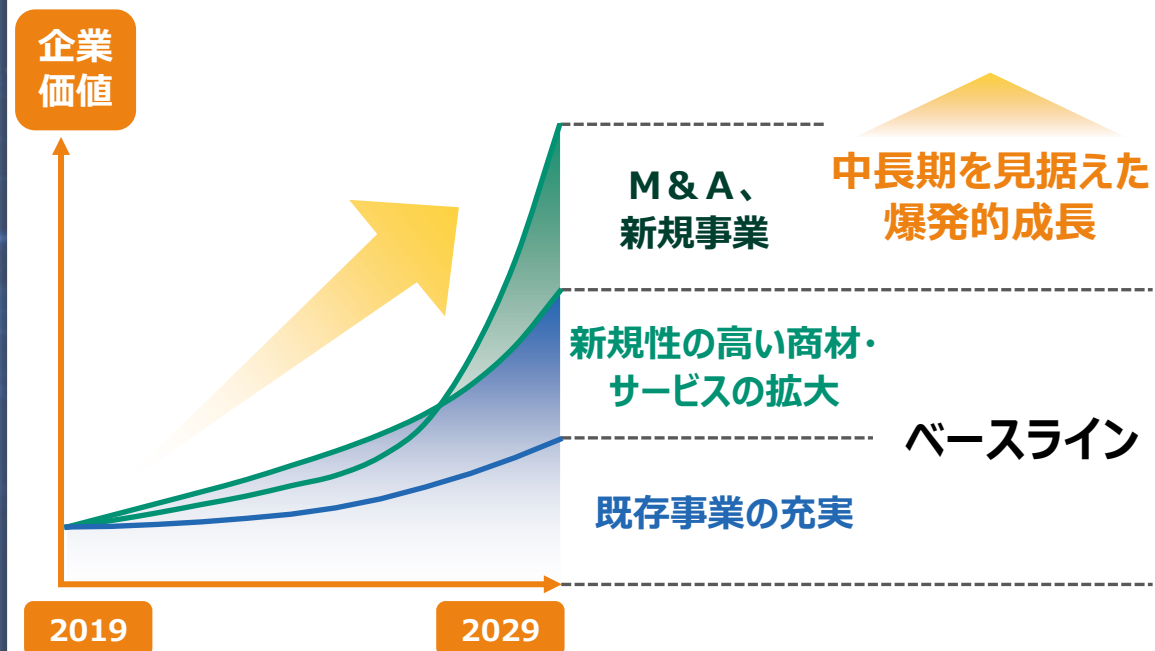 企業
価値
M&A、
新規事業
中長期を見据えた
爆発的成長
新規性の高い商材・
サービスの拡大
ベースライン
既存事業の充実
2019
2029